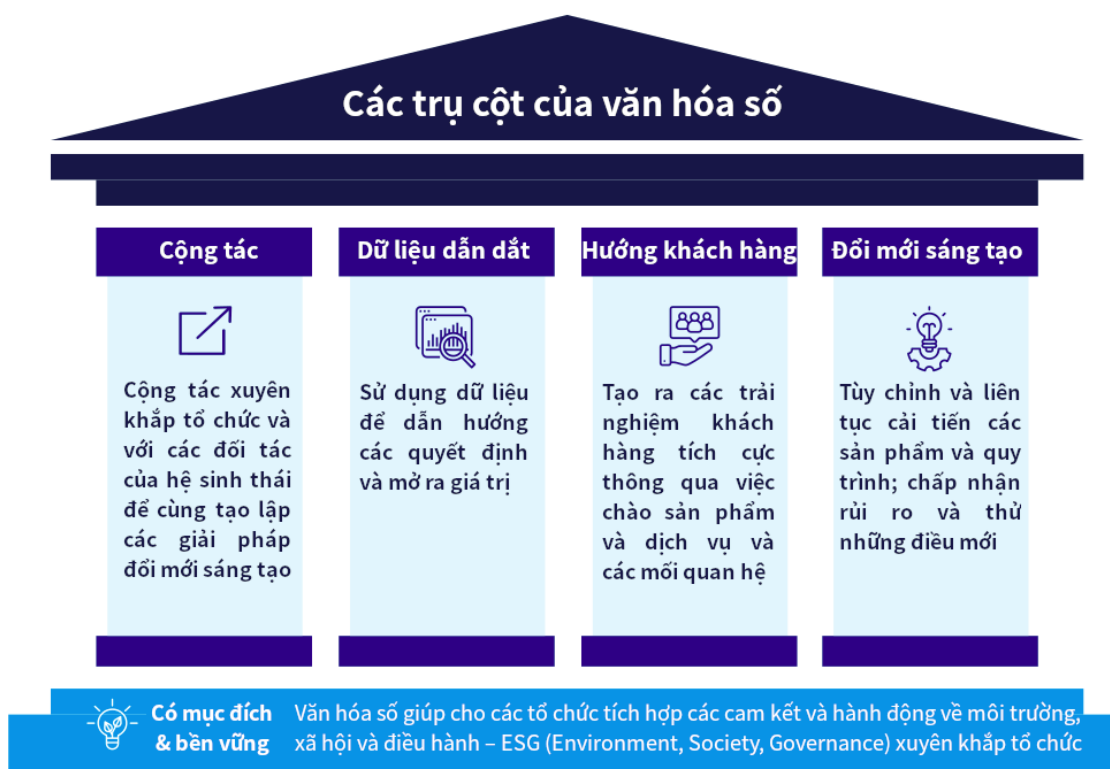 Các trụ cột của văn hóa số
Cộng tác
Cộng tác xuyên
khắp tổ chức và
với các đối tác
của hệ sinh thái
để cùng tạo lập
các giải pháp
đổi mới sáng tạo
Dữ liệu dẫn dắt
Sử dụng dữ liệu
để dẫn hướng
các quyết định
và mở ra giá trị
Hướng khách hàng
Tạo ra các trải
nghiệm khách
hàng tích cực
thông qua việc
chào sản phẩm
và dịch vụ và
các mối quan hệ
Đổi mới sáng tạo
Tùy chỉnh và liên
tục cải tiến các
sản phẩm và quy
trình; chấp nhận
rủi ro và thử
những điều mới
Có mục đích
& bền vững
Văn hóa số giúp cho các tổ chức tích hợp các cam kết và hành động về môi trường,
xã hội và điều hành – ESG (Environment, Society, Governance) xuyên khắp tổ chức